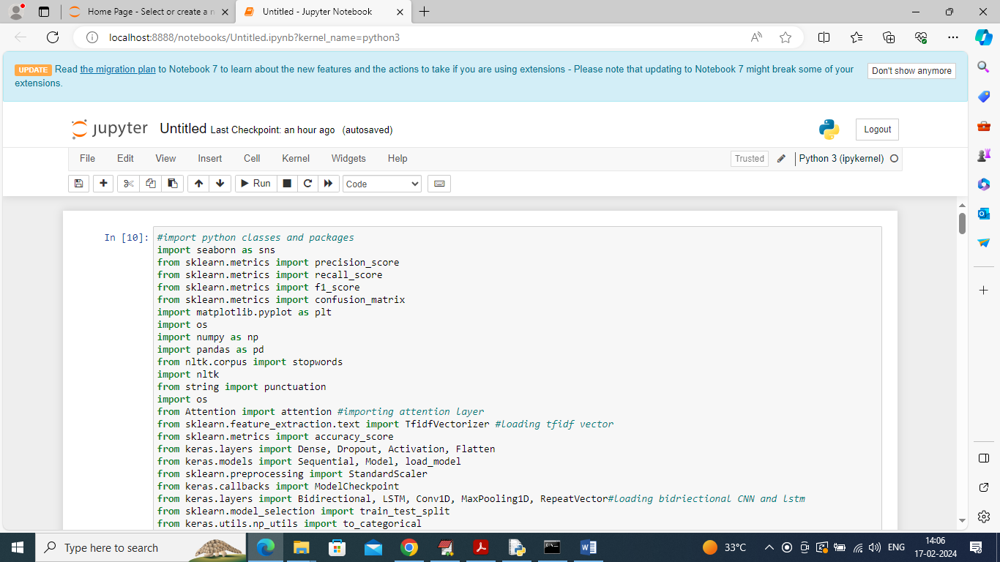 Home Page - Select or create a n
Untitled - Jupyter Notebook
localhost:8888/notebooks/Untitled.ipynb?kernel_name=python3
UPDATE Read the migration plan to Notebook 7 to learn about the new features and the actions to take if you are using extensions - Please note that updating to Notebook 7 might break some of your
extensions.
Don't show anymore
jupyter Untitled Last Checkpoint: an hour ago (autosaved)
Logout
File Edit View Insert Cell Kernel Widgets Help
Trusted
Python 3 (ipykernel)
Run
Code
In [10]: #import python classes and packages
import seaborn as sns
from sklearn.metrics import precision_score
from sklearn.metrics import recall_score
from sklearn.metrics import f1_score
from sklearn.metrics import confusion_matrix
import matplotlib.pyplot as plt
import os
import numpy as np
import pandas as pd
from nltk.corpus import stopwords
import nltk
from string import punctuation
import os
from Attention import attention #importing attention layer
from sklearn.feature_extraction.text import TfidfVectorizer #loading tfidf vector
from sklearn.metrics import accuracy_score
from keras.layers import Dense, Dropout, Activation, Flatten
from keras.models import Sequential, Model, load_model
from sklearn.preprocessing import StandardScaler
from keras.callbacks import ModelCheckpoint
from keras.layers import Bidirectional, LSTM, Conv1D, MaxPooling1D, RepeatVector#loading bidriectional CNN and lstm
from sklearn.model_selection import train_test_split
from keras.utils.np_utils import to_categorical
Type here to search
33°C
ENG
14:06
17-02-2024